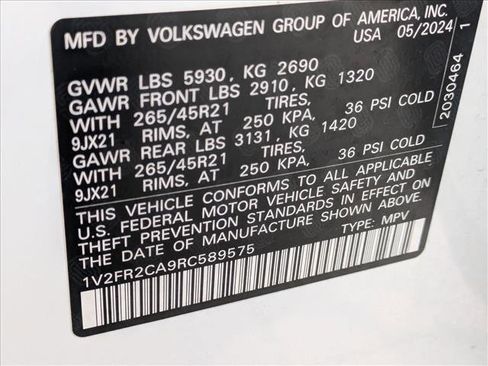 MFD BY VOLKSWAGEN GROUP OF AMERICA, INC.
USA 05/2024
GVWR LBS 5930, KG 2690
GAWR FRONT LBS 2910, KG 1320
WITH 265/45R21 TIRES,
9JX21 RIMS, AT 250 KPA, 36 PSI COLD
GAWR REAR LBS 3131, KG 1420
WITH 265/45R21 TIRES,
9JX21 RIMS, AT 250 KPA, 36 PSI COLD
THIS VEHICLE CONFORMS TO ALL APPLICABLE
U.S. FEDERAL MOTOR VEHICLE SAFETY AND
THEFT PREVENTION STANDARDS IN EFFECT ON
THE DATE OF MANUFACTURE SHOWN ABOVE.
1V2FR2CA9RC589575 TYPE: MPV
2030464 1